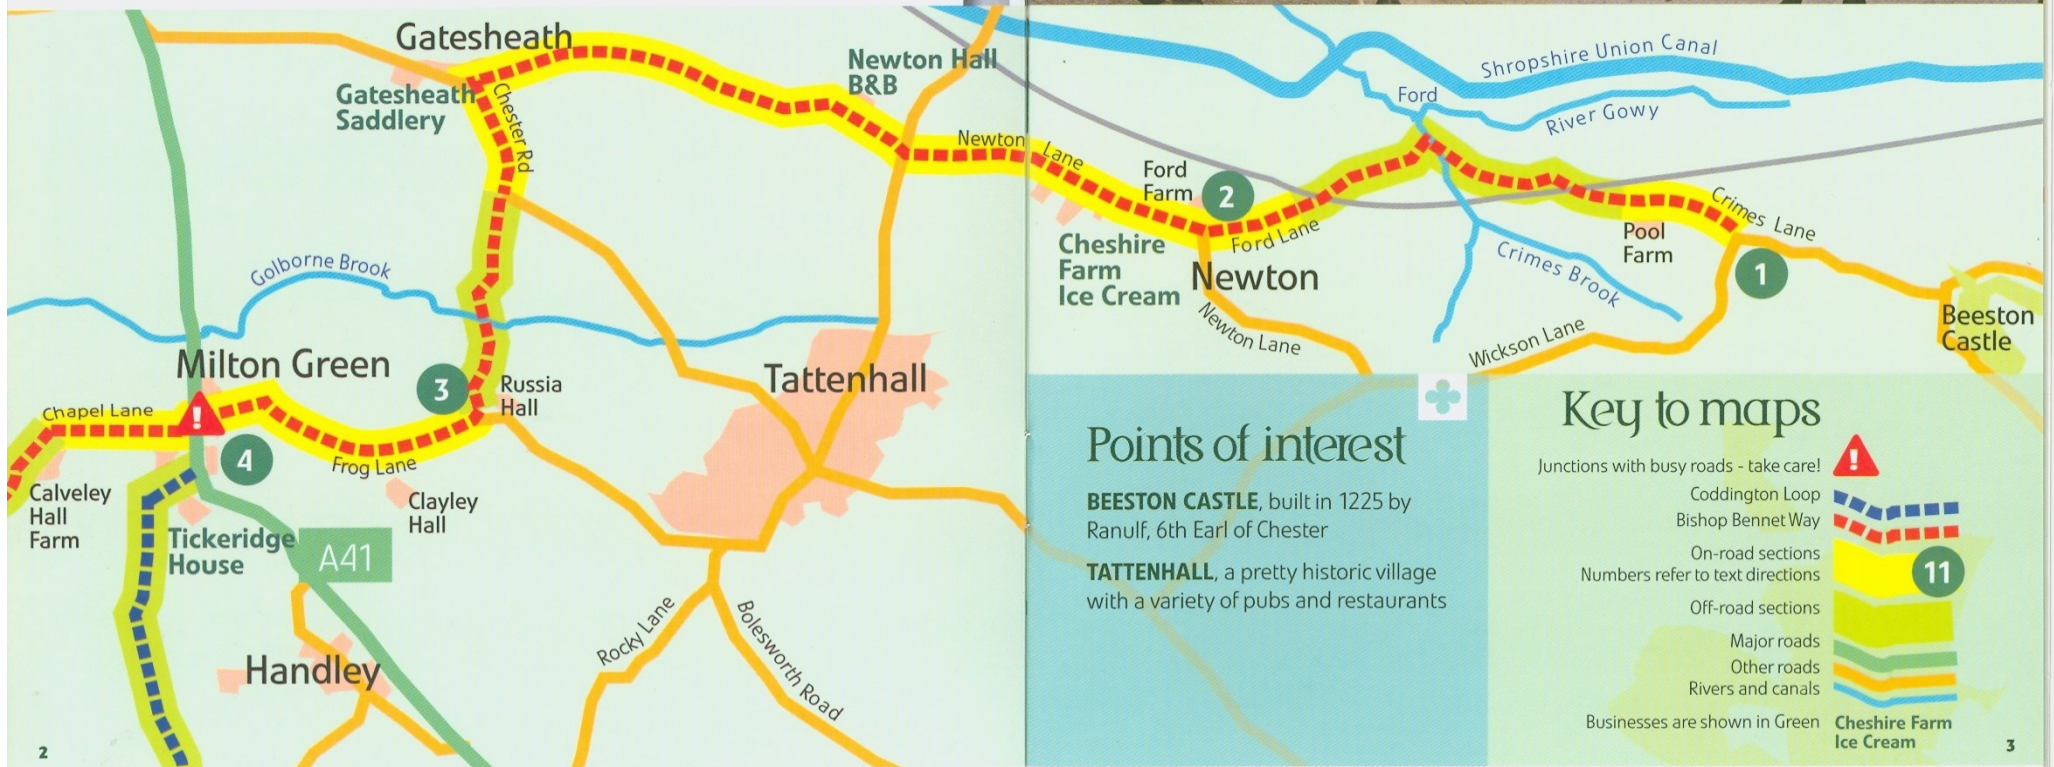 Gatesheath
Gatesheath
Saddlery
Chester Rd
Newton Hall
B&B
Newton Lane
Golborne Brook
Milton Green
Chapel Lane
!
3
Russia
Hall
4
Frog Lane
Calveley
Hall
Farm
Clayley
Hall
Tickeridge
House
A41
Handley
Tattenhall
Rocky Lane
Bolesworth Road
2
Shropshire Union Canal
Ford
River Gowy
Ford
Farm
2
Ford Lane
Cheshire
Farm
Ice Cream
Newton
Newton Lane
Crimes Lane
Pool
Farm
1
Crimes Brook
Wickson Lane
Beeston
Castle
Points of interest
BEESTON CASTLE, built in 1225 by
Ranulf, 6th Earl of Chester
TATTENHALL, a pretty historic village
with a variety of pubs and restaurants
Key to maps
Junctions with busy roads - take care! !
Coddington Loop
Bishop Bennet Way
On-road sections
Numbers refer to text directions 11
Off-road sections
Major roads
Other roads
Rivers and canals
Businesses are shown in Green Cheshire Farm
Ice Cream
3